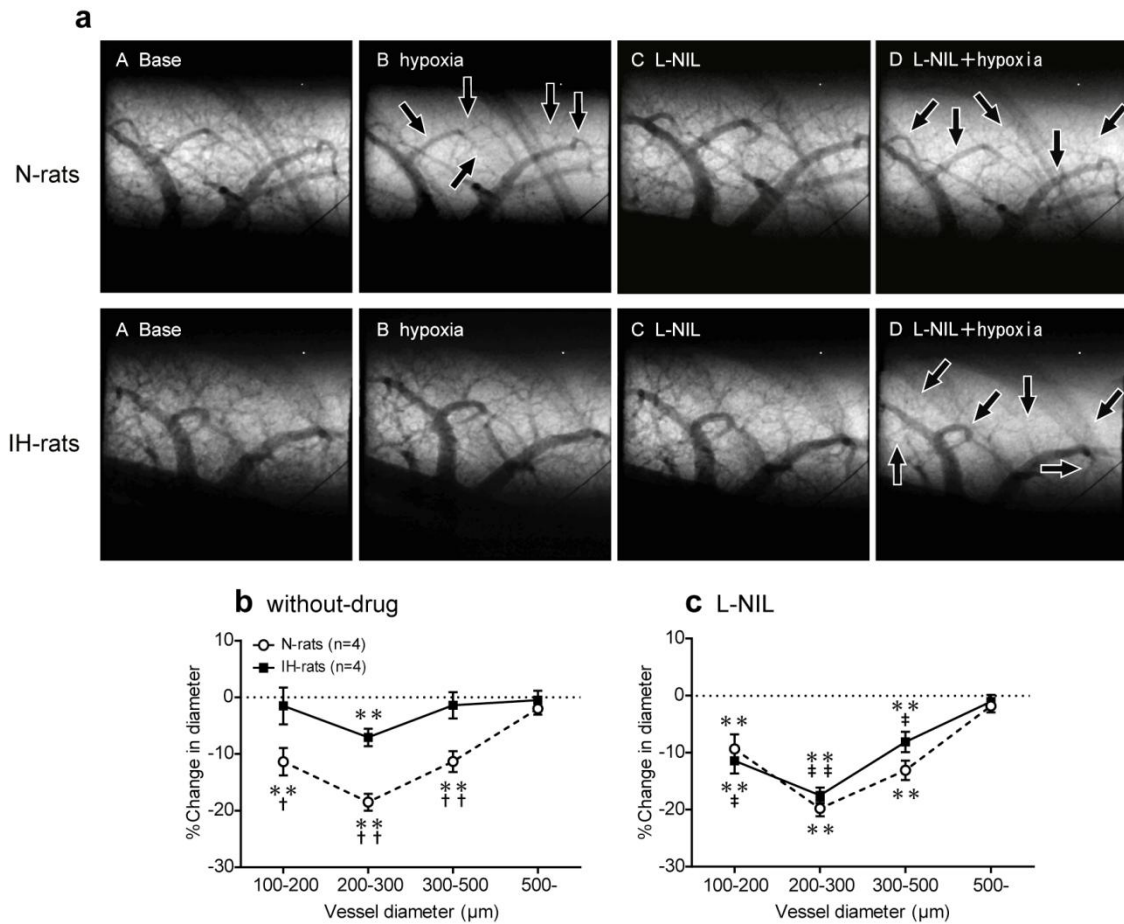 a
N-rats
A Base
B hypoxia
C L-NIL
D L-NIL+hypoxia
IH-rats
A Base
B hypoxia
C L-NIL
D L-NIL+hypoxia
b without-drug
%Change in diameter
10
0
-10
-20
-30
N-rats (n=4)
IH-rats (n=4)
**
**
†
**
††
**
††
100-200
200-300
300-500
500-
Vessel diameter (μm)
c L-NIL
%Change in diameter
10
0
-10
-20
-30
**
**
‡
**
‡‡
**
**
‡
**
100-200
200-300
300-500
500-
Vessel diameter (μm)